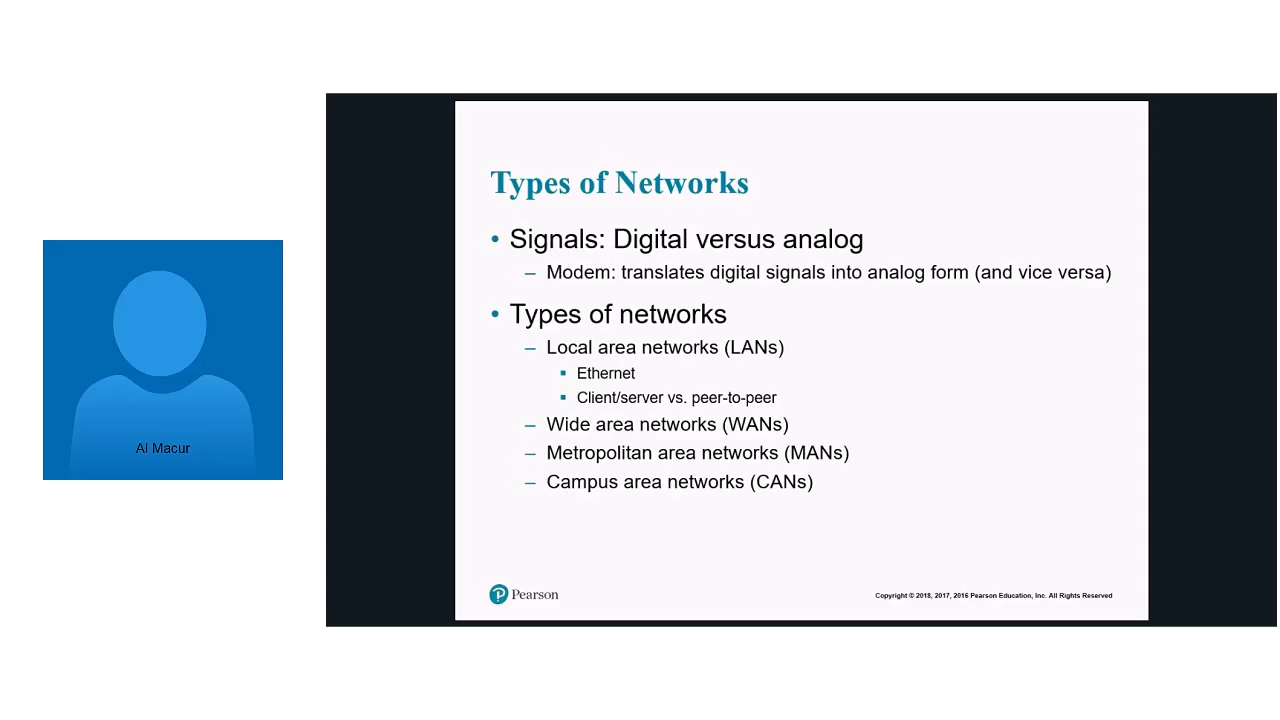 Al Macur
Types of Networks
• Signals: Digital versus analog
– Modem: translates digital signals into analog form (and vice versa)
• Types of networks
– Local area networks (LANs)
▪ Ethernet
▪ Client/server vs. peer-to-peer
– Wide area networks (WANs)
– Metropolitan area networks (MANs)
– Campus area networks (CANs)
Pearson
Copyright © 2018, 2017, 2016 Pearson Education, Inc. All Rights Reserved